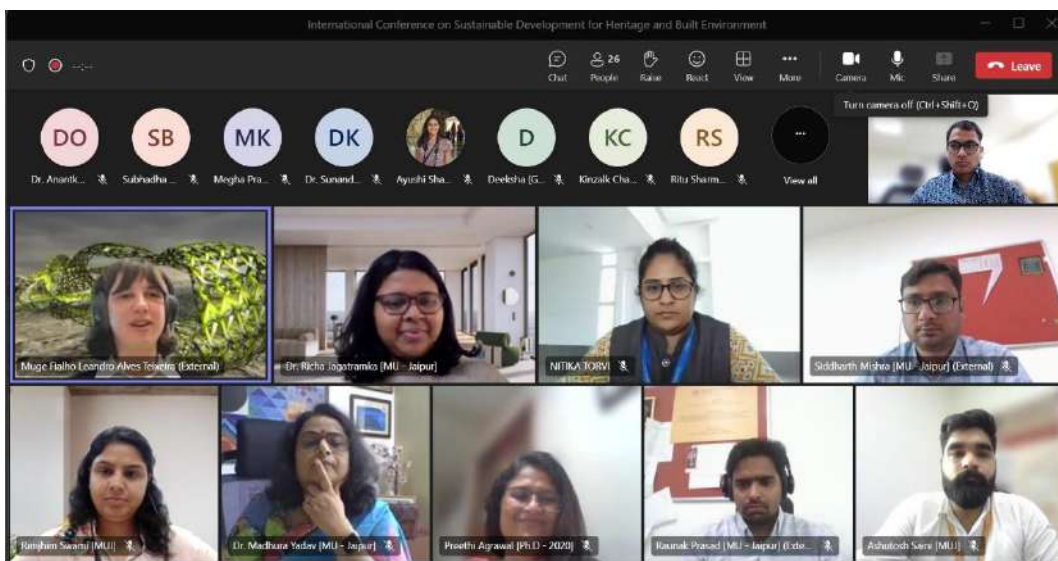 International Conference on Sustainable Development for Heritage and Built Environment
--:--
26
Chat People Raise React View More Camera Mic Share Leave
Turn camera off (Ctrl+Shift+O)
DO SB MK DK D KC RS ...
Dr. Anantk... Subhadha ... Megha Pra... Dr. Sunand... Ayushi Sha... Deeksha (G... Kinzalk Cha... Ritu Sharm... View all
Muge Fialho Leandro Alves Teixeira (External) Dr. Richa Jagatramka [MU - Jaipur] NITIKA TORVI Siddharth Mishra [MU - Jaipur] (External)
Rimjhim Swami [MUJ] Dr. Madhura Yadav [MU - Jaipur] Preethi Agrawal [Ph.D - 2020] Raunak Prasad [MU - Jaipur] (Exte... Ashutosh Saini [MUJ]